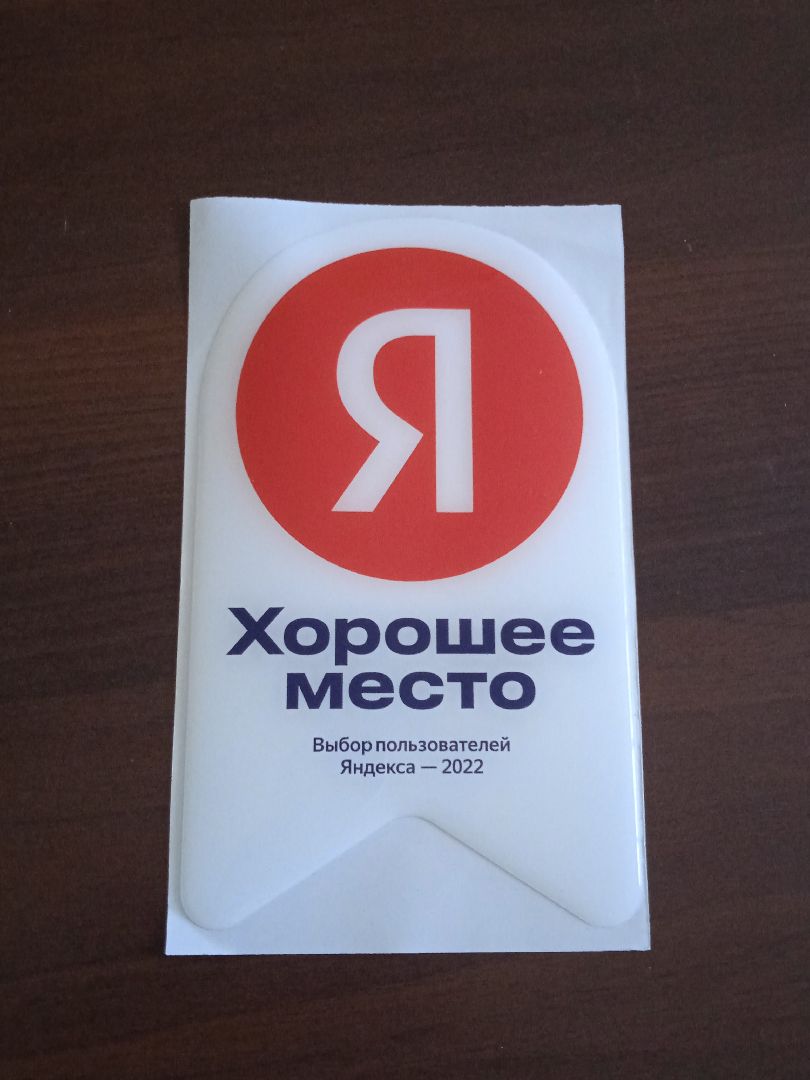 Я
Хорошее
место
Выбор пользователей
Яндекса — 2022